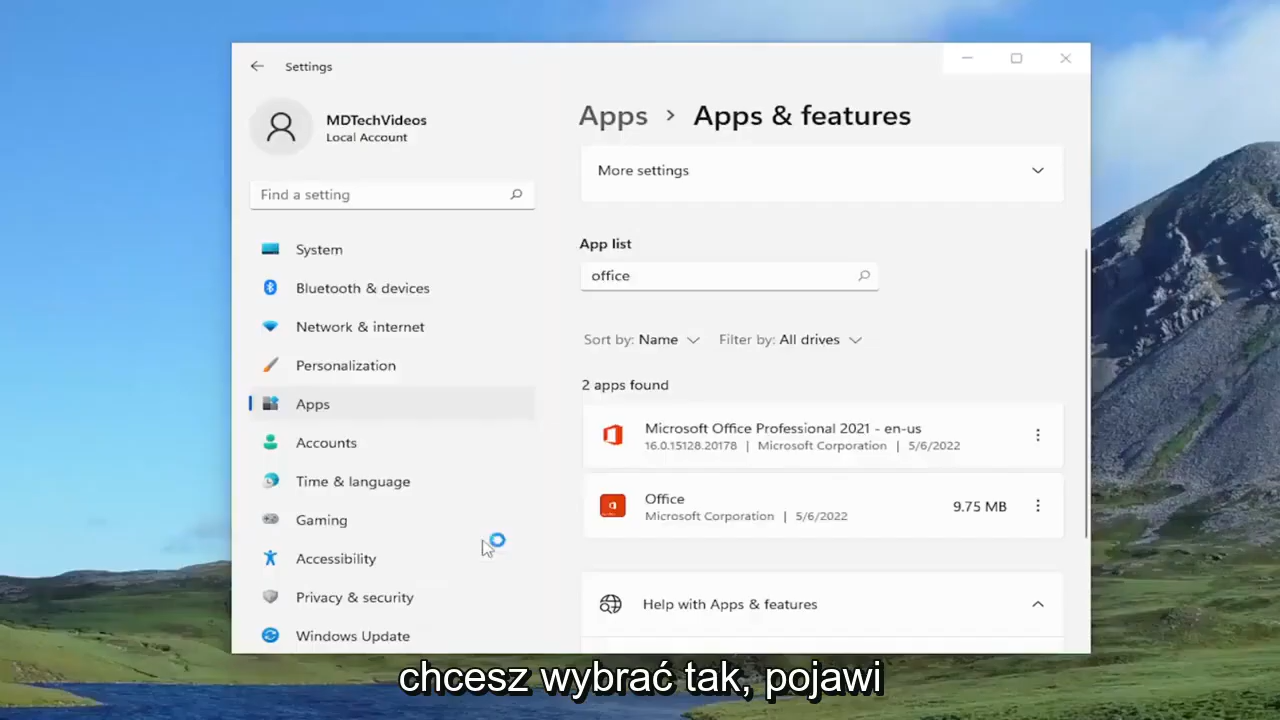 Settings
MDTechVideos
Local Account
Find a setting
System
Bluetooth & devices
Network & internet
Personalization
Apps
Accounts
Time & language
Gaming
Accessibility
Privacy & security
Windows Update
Apps > Apps & features
More settings
App list
office
Sort by: Name Filter by: All drives
2 apps found
Microsoft Office Professional 2021 - en-us
16.0.15128.20178 | Microsoft Corporation | 5/6/2022
Office 9.75 MB
Microsoft Corporation | 5/6/2022
Help with Apps & features
chcesz wybrać tak, pojawi